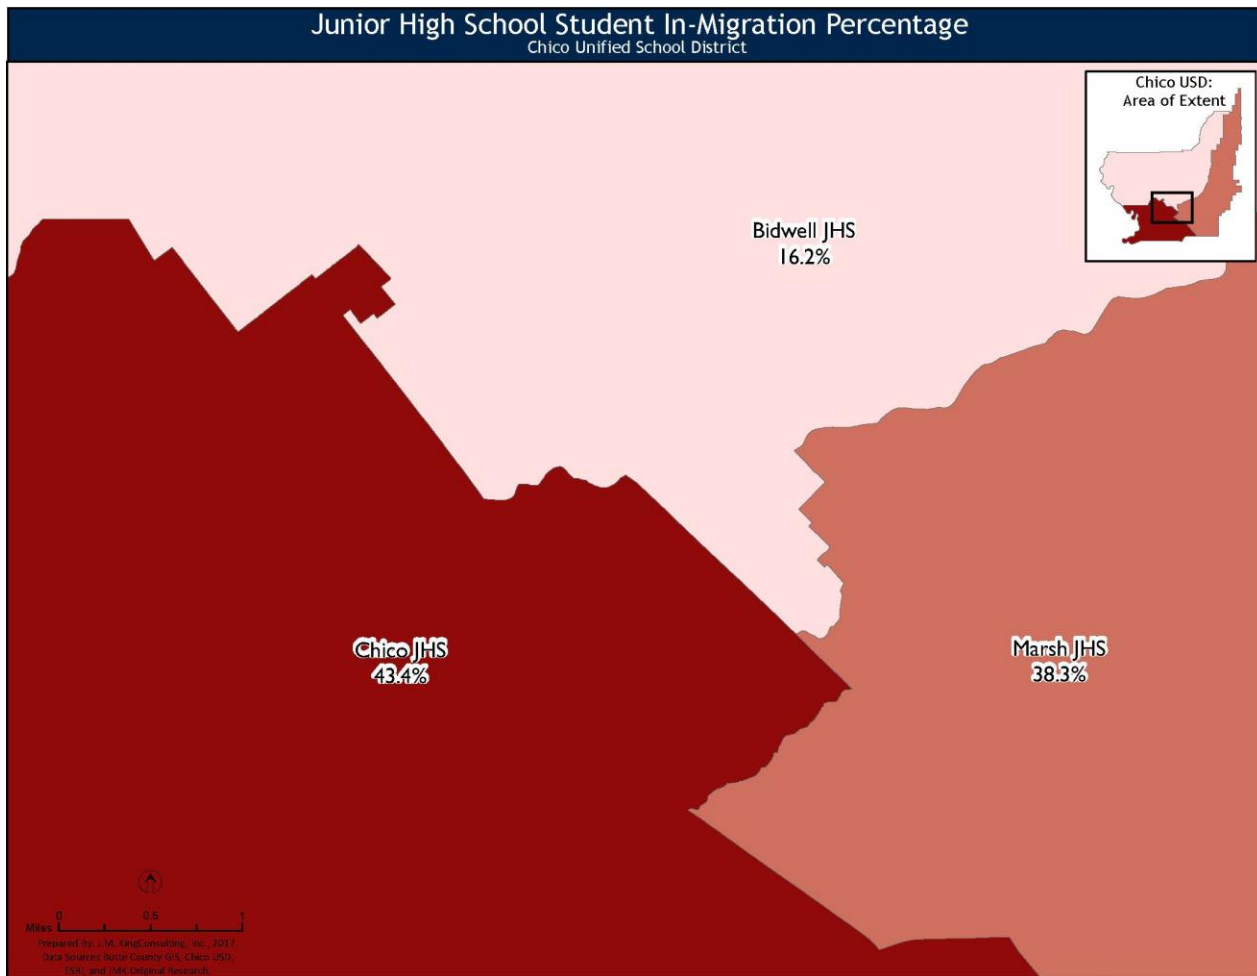 Junior High School Student In-Migration Percentage
Chico Unified School District
Chico USD:
Area of Extent
Bidwell JHS
16.2%
Chico JHS
43.4%
Marsh JHS
38.3%
0 0.5 1
Miles
Prepared By: J.M. KingConsulting, Inc., 2017.
Data Sources: Butte County GIS, Chico USD,
ESRI, and JMK Original Research.